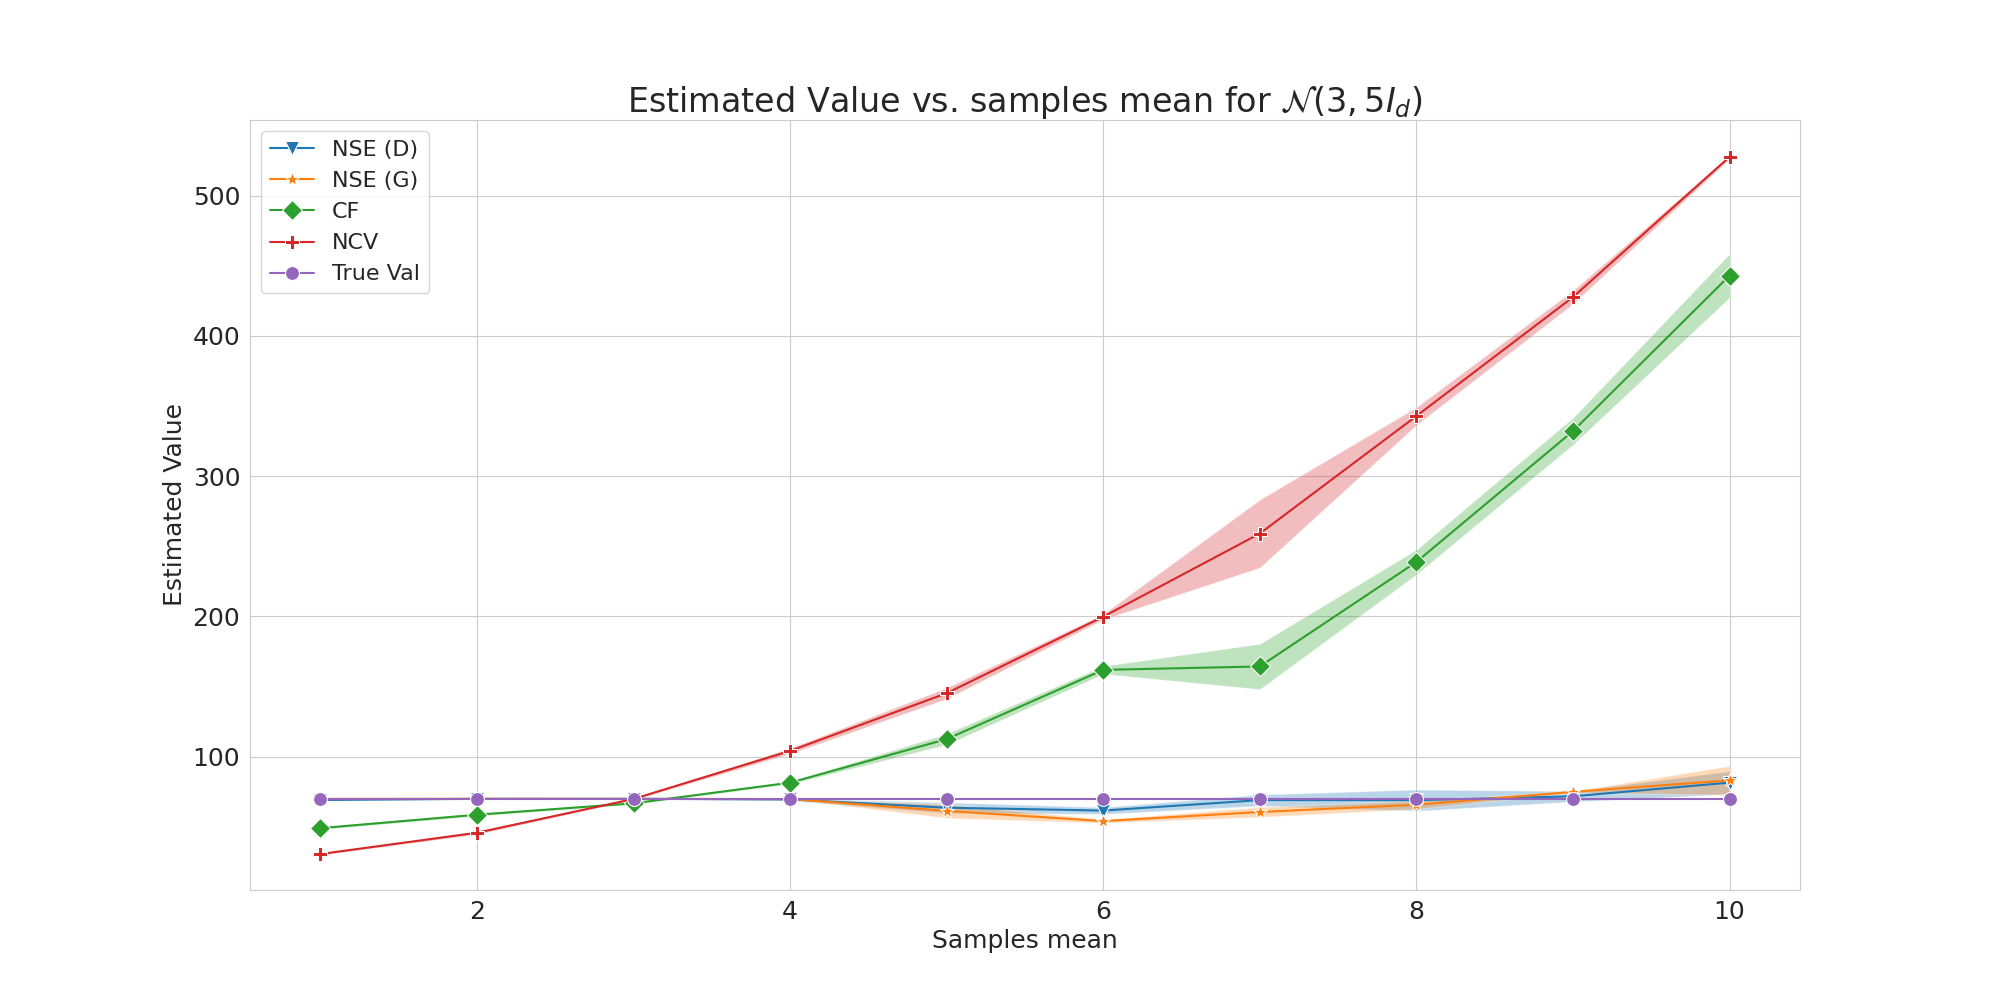 Estimated Value vs. samples mean for 𝒩(3, 5I_d)
NSE (D)
NSE (G)
CF
NCV
True Val
Estimated Value
500
400
300
200
100
2 4 6 8 10
Samples mean